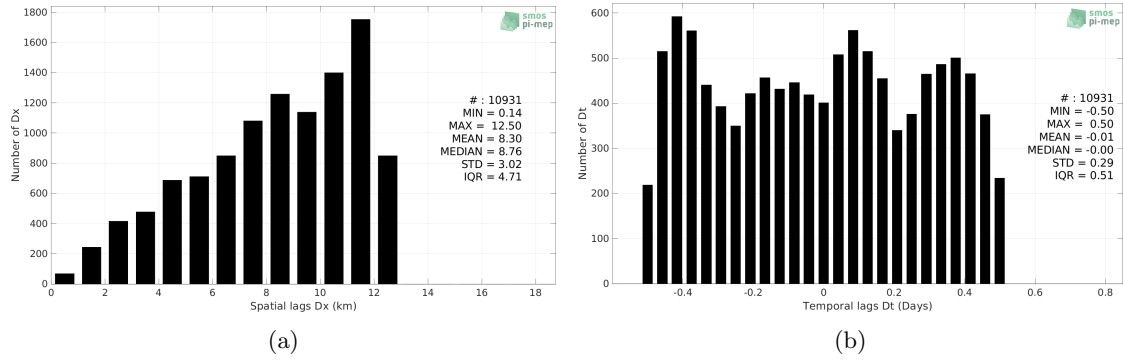 1800
1600
1400
1200
1000
800
600
400
200
0
Number of Dx
smos
pi-mep
# : 10931
MIN = 0.14
MAX = 12.50
MEAN = 8.30
MEDIAN = 8.76
STD = 3.02
IQR = 4.71
0 2 4 6 8 10 12 14 16 18
Spatial lags Dx (km)
(a)
600
500
400
300
200
100
0
Number of Dt
smos
pi-mep
# : 10931
MIN = -0.50
MAX = 0.50
MEAN = -0.01
MEDIAN = -0.00
STD = 0.29
IQR = 0.51
-0.4 -0.2 0 0.2 0.4 0.6 0.8
Temporal lags Dt (Days)
(b)